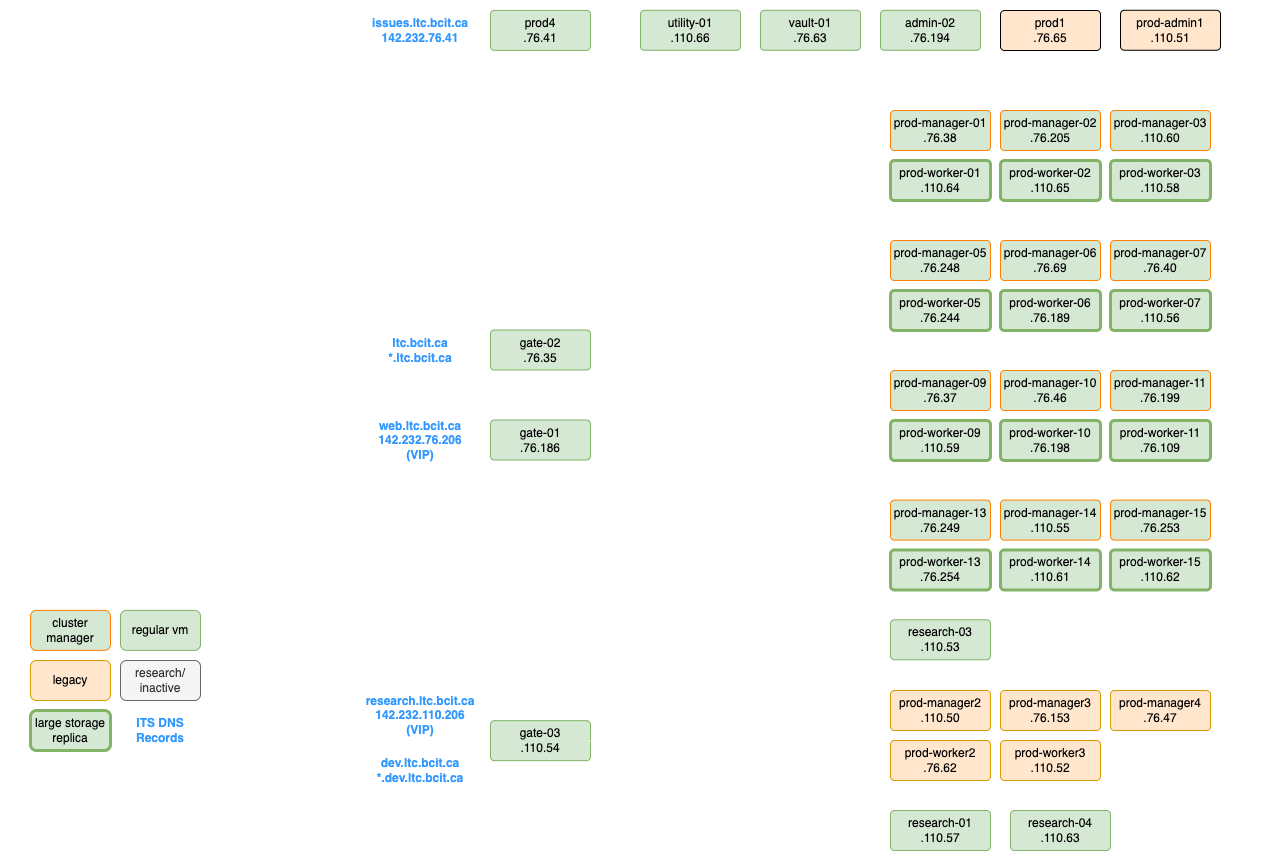 issues.ltc.bcit.ca
142.232.76.41
prod4
.76.41
utility-01
.110.66
vault-01
.76.63
admin-02
.76.194
prod1
.76.65
prod-admin1
.110.51
prod-manager-01
.76.38
prod-manager-02
.76.205
prod-manager-03
.110.60
prod-worker-01
.110.64
prod-worker-02
.110.65
prod-worker-03
.110.58
prod-manager-05
.76.248
prod-manager-06
.76.69
prod-manager-07
.76.40
prod-worker-05
.76.244
prod-worker-06
.76.189
prod-worker-07
.110.56
ltc.bcit.ca
*.ltc.bcit.ca
gate-02
.76.35
prod-manager-09
.76.37
prod-manager-10
.76.46
prod-manager-11
.76.199
web.ltc.bcit.ca
142.232.76.206
(VIP)
gate-01
.76.186
prod-worker-09
.110.59
prod-worker-10
.76.198
prod-worker-11
.76.109
prod-manager-13
.76.249
prod-manager-14
.110.55
prod-manager-15
.76.253
prod-worker-13
.76.254
prod-worker-14
.110.61
prod-worker-15
.110.62
cluster
manager
regular vm
research-03
.110.53
legacy
research/
inactive
large storage
replica
ITS DNS
Records
research.ltc.bcit.ca
142.232.110.206
(VIP)
dev.ltc.bcit.ca
*.dev.ltc.bcit.ca
gate-03
.110.54
prod-manager2
.110.50
prod-manager3
.76.153
prod-manager4
.76.47
prod-worker2
.76.62
prod-worker3
.110.52
research-01
.110.57
research-04
.110.63